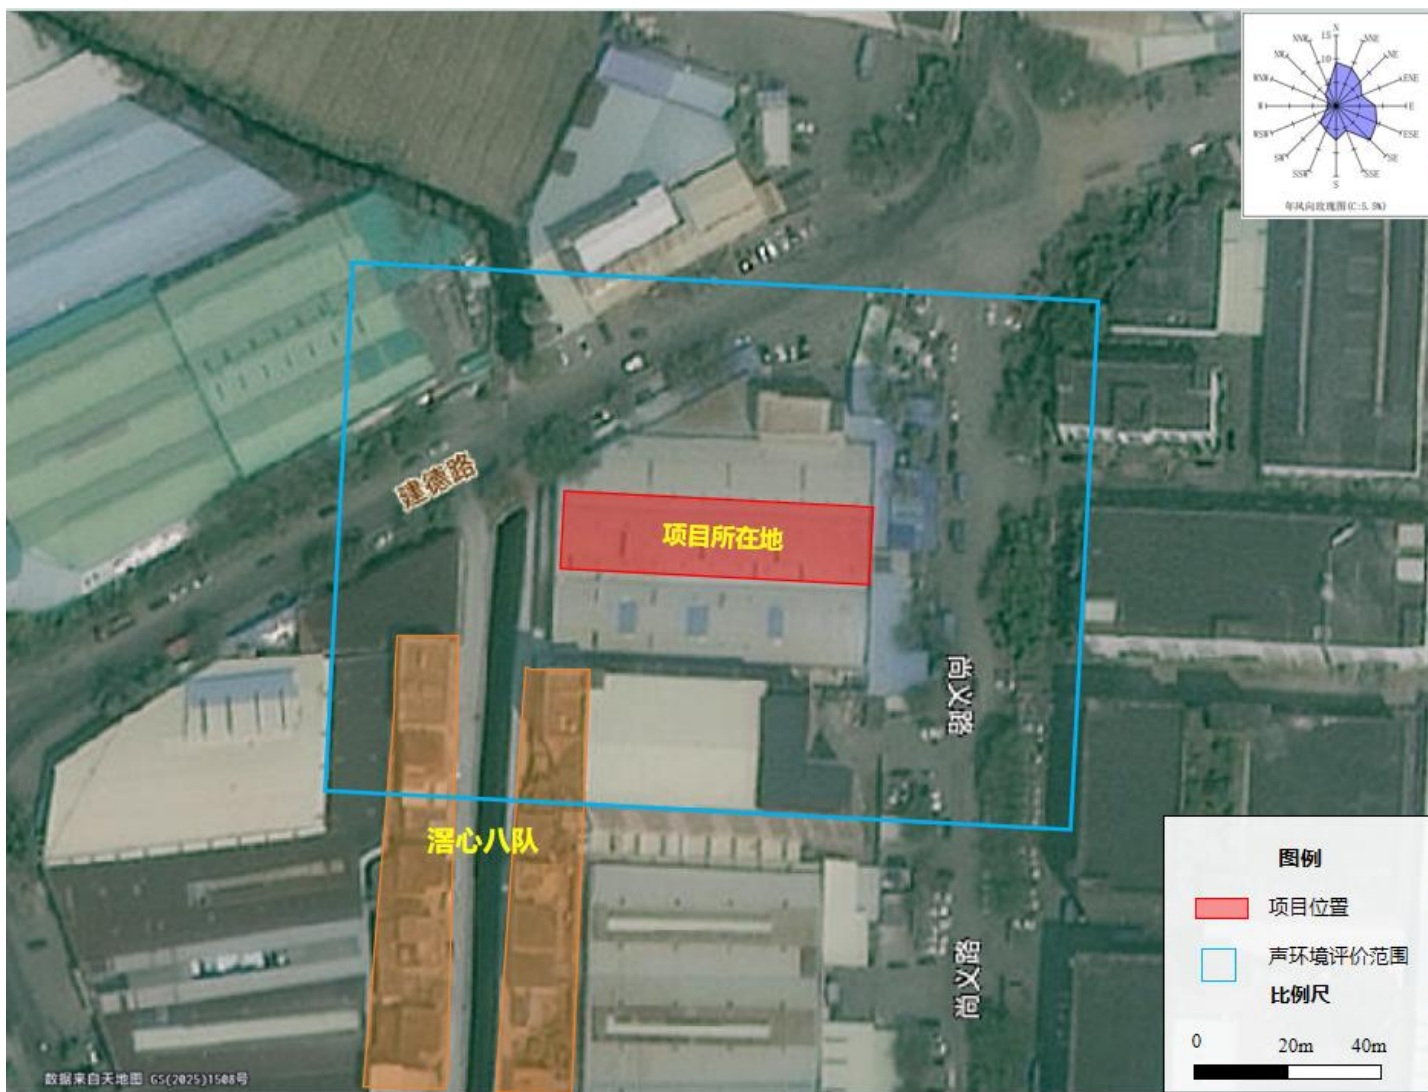 N
NNW
NNE
NW
NE
WNW
ENE
W
E
WSW
ESE
SW
SE
SSW
SSE
S
15
10
年风向玫瑰图(C:5.5%)
建德路
项目所在地
尚义路
滘心八队
尚义路
图例
项目位置
声环境评价范围
比例尺
0 20m 40m
数据来自天地图 GS(2025)1508号